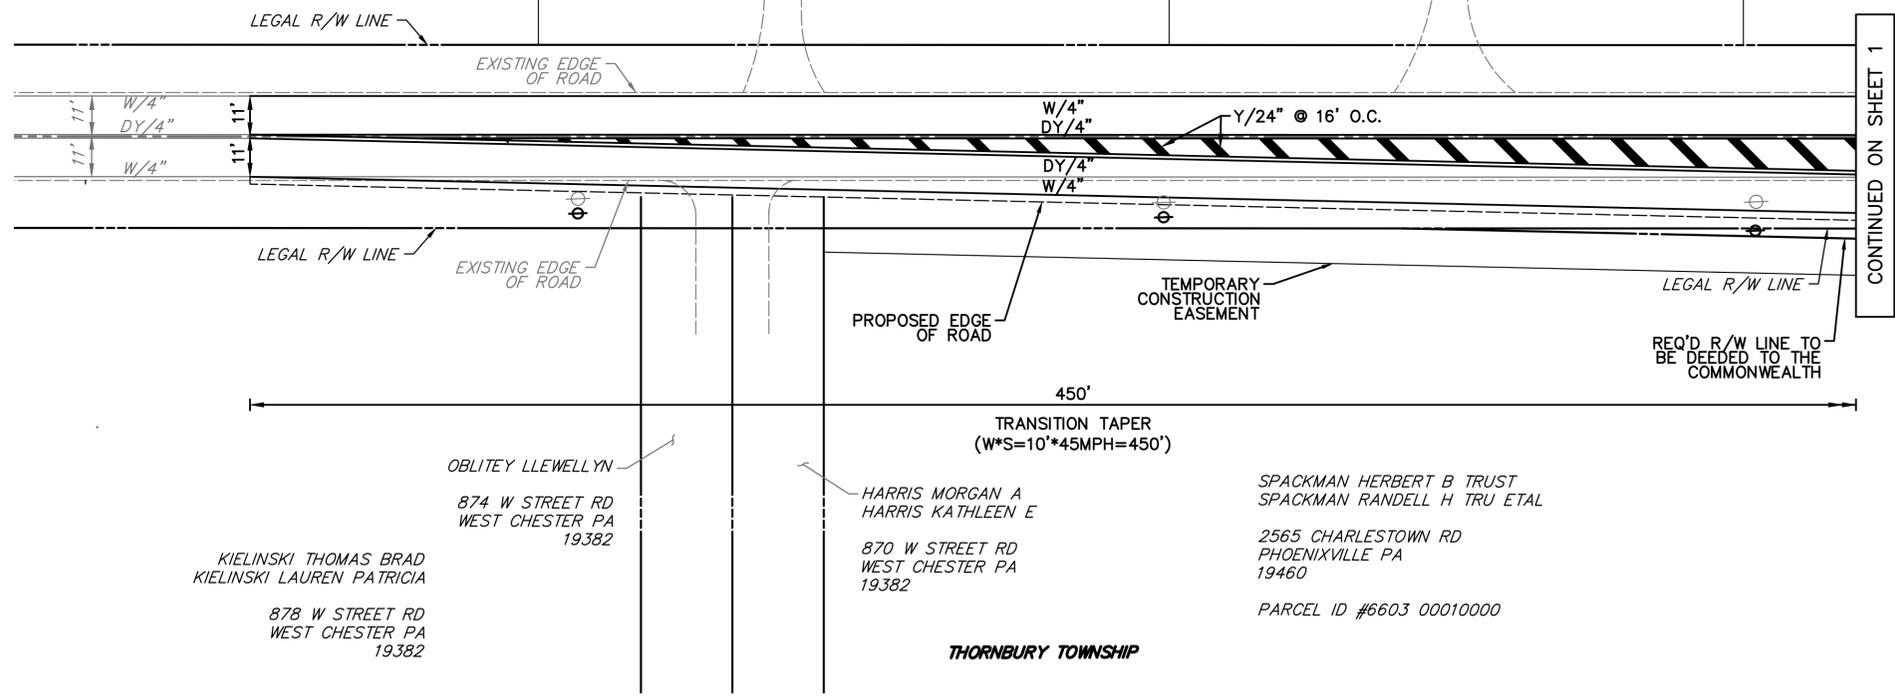 LEGAL R/W LINE
EXISTING EDGE
OF ROAD
11'
W/4"
DY/4"
11'
W/4"
11'
11'
W/4"
DY/4"
Y/24" @ 16' O.C.
DY/4"
W/4"
CONTINUED ON SHEET 1
LEGAL R/W LINE
EXISTING EDGE
OF ROAD
PROPOSED EDGE
OF ROAD
TEMPORARY
CONSTRUCTION
EASEMENT
LEGAL R/W LINE
REQ'D R/W LINE TO
BE DEEDED TO THE
COMMONWEALTH
450'
TRANSITION TAPER
(W*S=10'*45MPH=450')
OBLITEY LLEWELLYN
874 W STREET RD
WEST CHESTER PA
19382
KIELINSKI THOMAS BRAD
KIELINSKI LAUREN PATRICIA
878 W STREET RD
WEST CHESTER PA
19382
HARRIS MORGAN A
HARRIS KATHLEEN E
870 W STREET RD
WEST CHESTER PA
19382
SPACKMAN HERBERT B TRUST
SPACKMAN RANDELL H TRU ETAL
2565 CHARLESTOWN RD
PHOENIXVILLE PA
19460
PARCEL ID #6603 00010000
THORNBURY TOWNSHIP